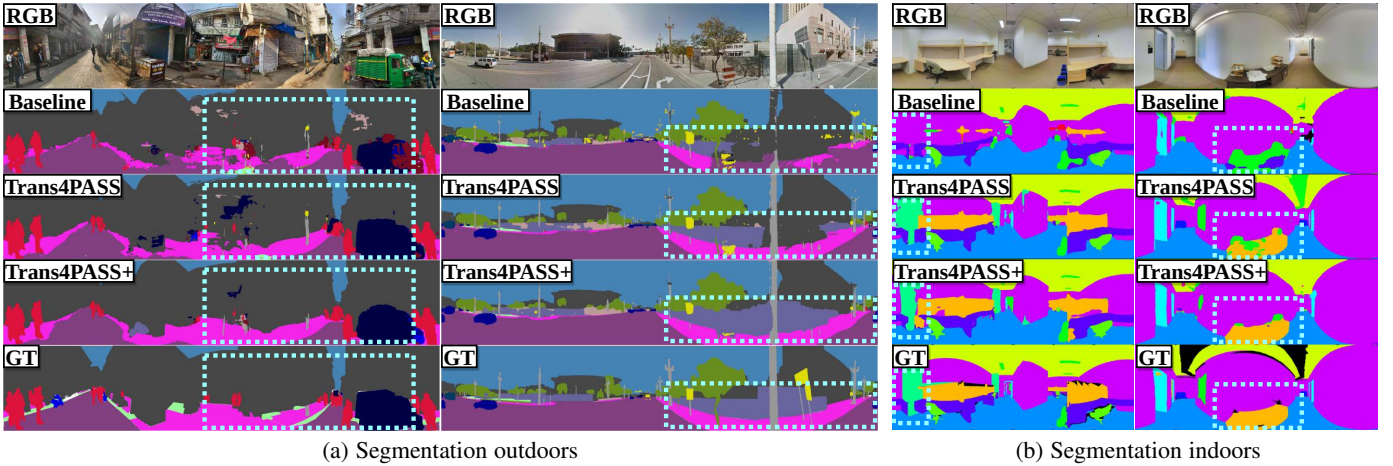 RGB RGB RGB RGB
Baseline Baseline Baseline Baseline
Trans4PASS Trans4PASS Trans4PASS Trans4PASS
Trans4PASS+ Trans4PASS+ Trans4PASS+ Trans4PASS+
GT GT GT GT
(a) Segmentation outdoors (b) Segmentation indoors